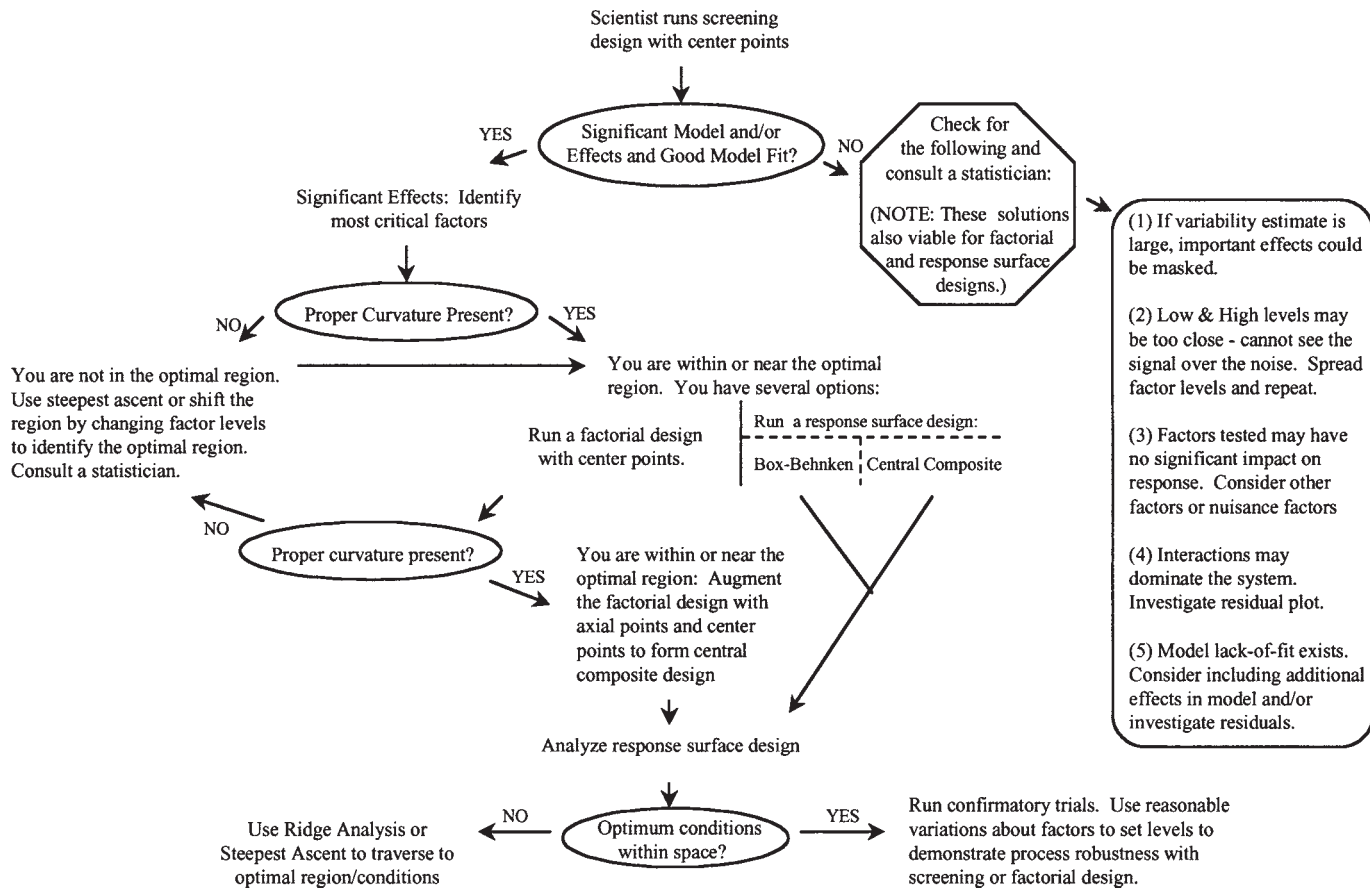 Scientist runs screening
design with center points
Significant Model and/or
Effects and Good Model Fit?
YES
NO
Check for
the following and
consult a statistician:
(NOTE: These solutions
also viable for factorial
and response surface
designs.)
(1) If variability estimate is
large, important effects could
be masked.
(2) Low & High levels may
be too close - cannot see the
signal over the noise. Spread
factor levels and repeat.
(3) Factors tested may have
no significant impact on
response. Consider other
factors or nuisance factors
(4) Interactions may
dominate the system.
Investigate residual plot.
(5) Model lack-of-fit exists.
Consider including additional
effects in model and/or
investigate residuals.
Significant Effects: Identify
most critical factors
Proper Curvature Present?
NO
YES
You are not in the optimal region.
Use steepest ascent or shift the
region by changing factor levels
to identify the optimal region.
Consult a statistician.
You are within or near the optimal
region. You have several options:
Run a factorial design
with center points.
Run a response surface design:
Box-Behnken
Central Composite
NO
Proper curvature present?
YES
You are within or near the
optimal region: Augment
the factorial design with
axial points and center
points to form central
composite design
Analyze response surface design
NO
Optimum conditions
within space?
YES
Use Ridge Analysis or
Steepest Ascent to traverse to
optimal region/conditions
Run confirmatory trials. Use reasonable
variations about factors to set levels to
demonstrate process robustness with
screening or factorial design.